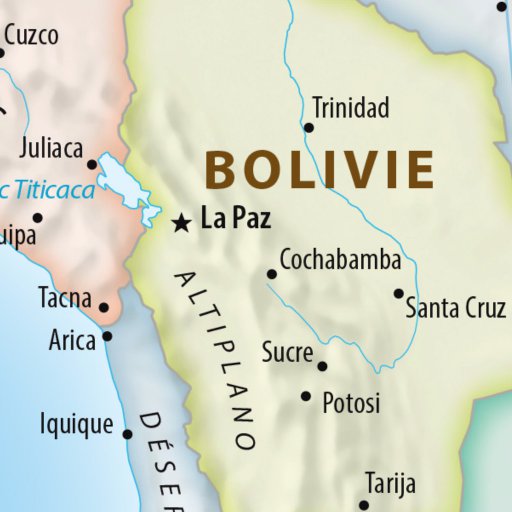 Cuzco
Trinidad
Juliaca
BOLIVIE
c Titicaca
La Paz
uipa
Cochabamba
ALTIPLANO
Tacna
Santa Cruz
Arica
Sucre
Potosi
Iquique
DÉSER
Tarija